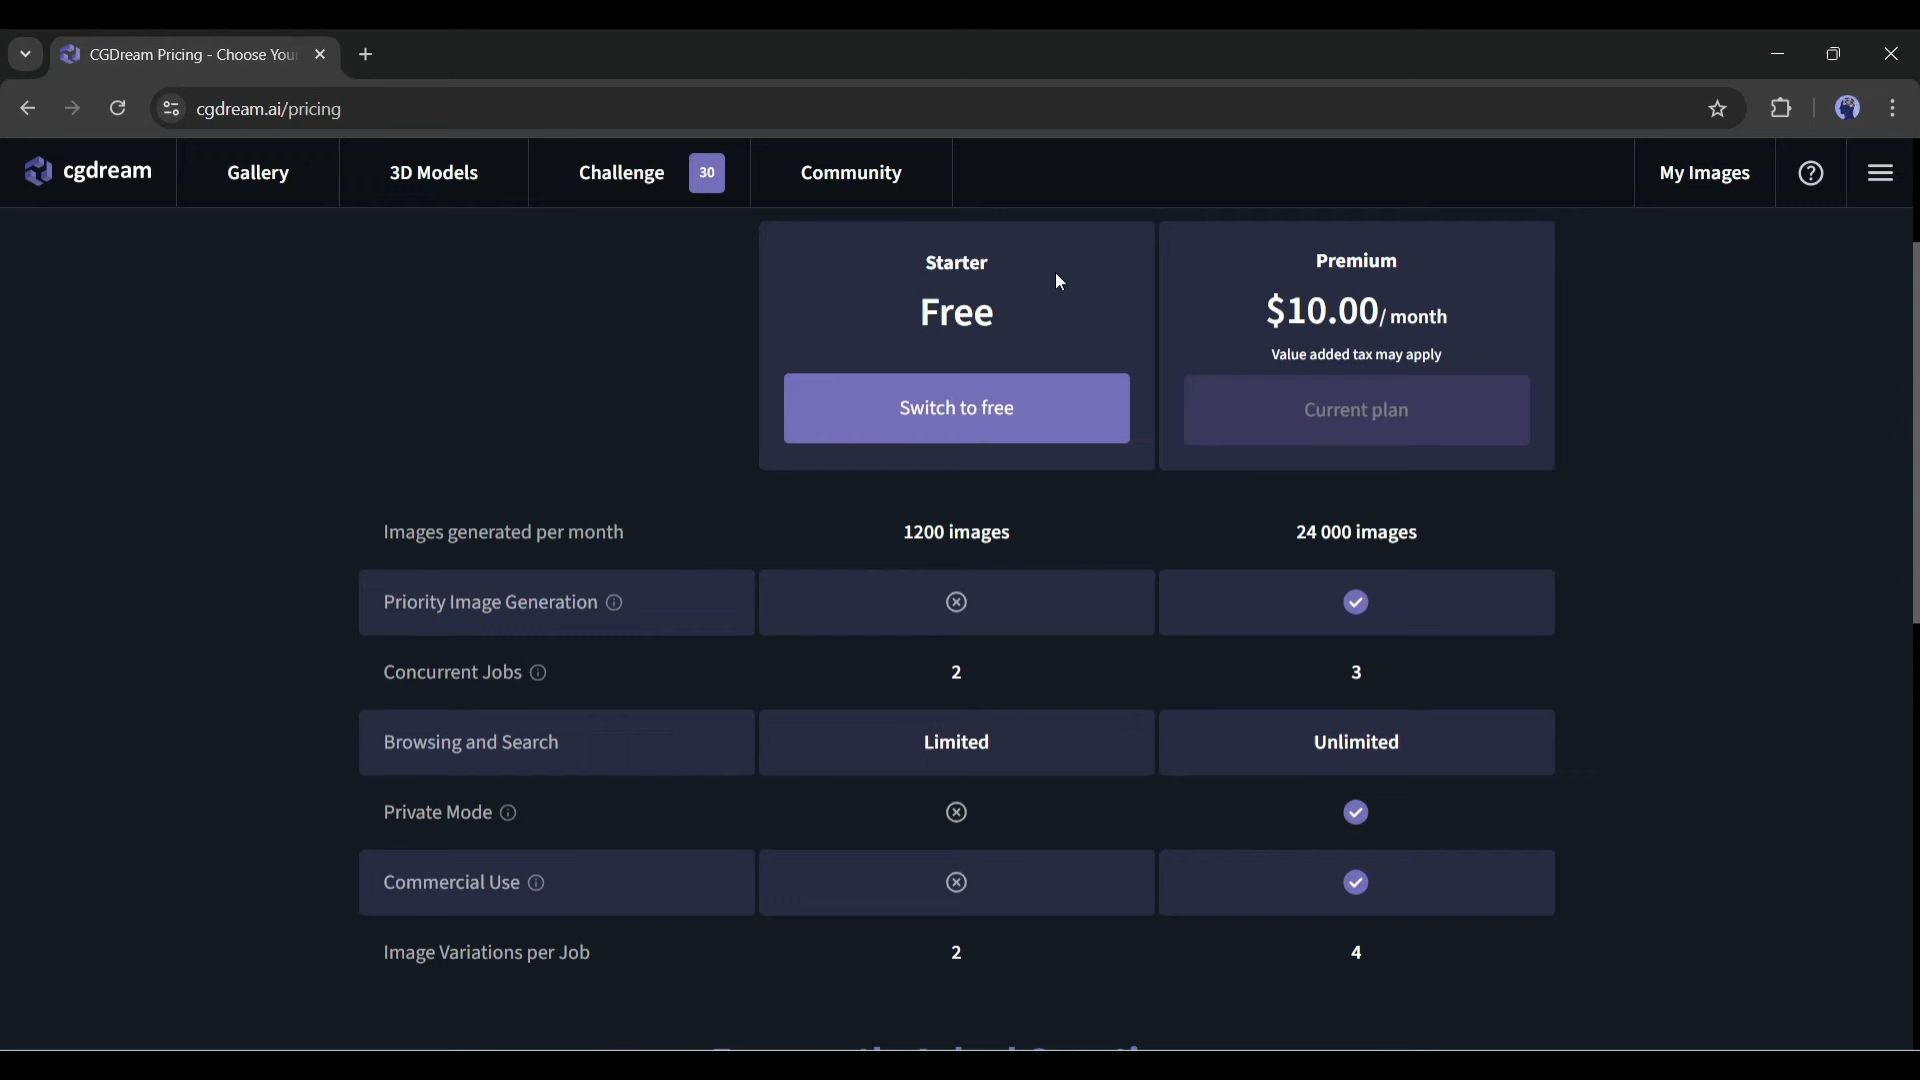 CGDream Pricing - Choose You
cgdream.ai/pricing
cgdream
Gallery
3D Models
Challenge
30
Community
My Images
Starter
Free
Switch to free
Premium
$10.00/ month
Value added tax may apply
Current plan
Images generated per month
1200 images
24 000 images
Priority Image Generation
Concurrent Jobs
2
3
Browsing and Search
Limited
Unlimited
Private Mode
Commercial Use
Image Variations per Job
2
4